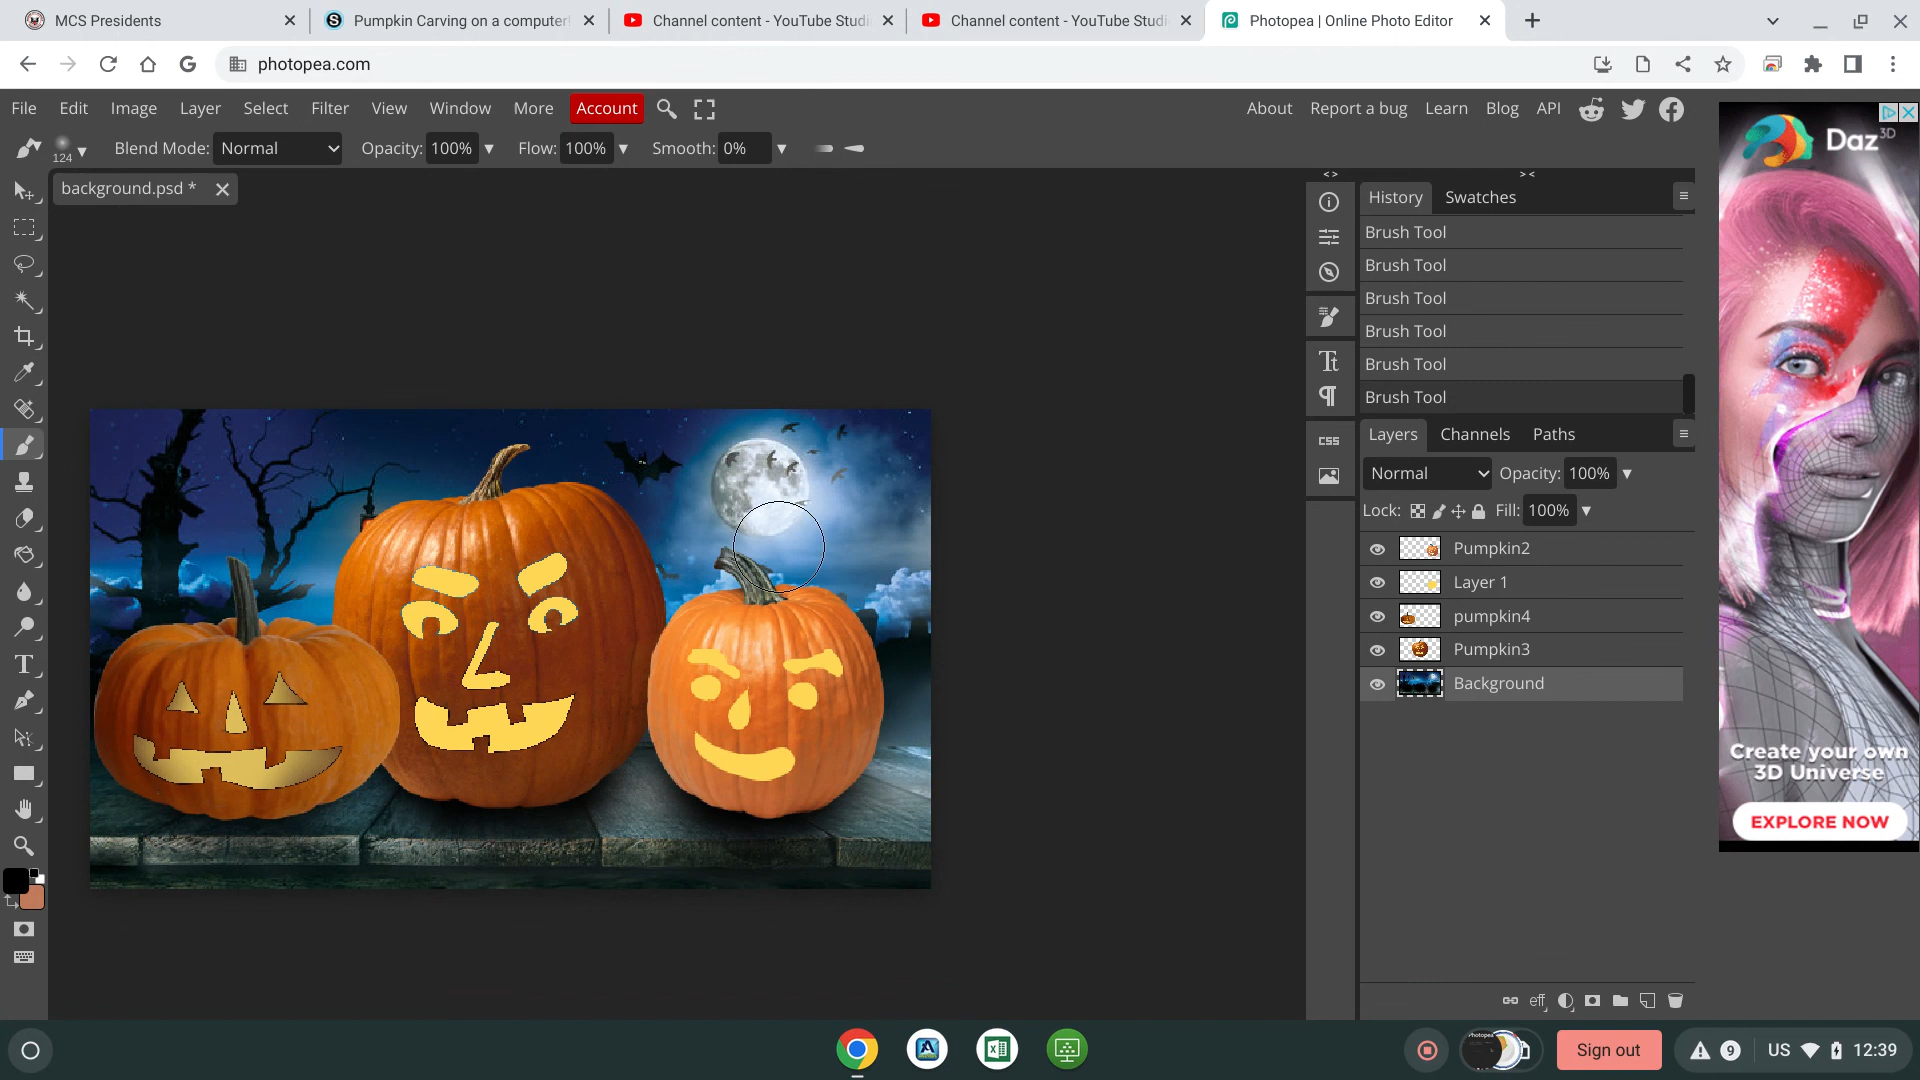 MCS Presidents
Pumpkin Carving on a computer!
Channel content - YouTube Studi
Channel content - YouTube Studi
Photopea | Online Photo Editor
photopea.com
File Edit Image Layer Select Filter View Window More Account
About Report a bug Learn Blog API
124 Blend Mode: Normal Opacity: 100% Flow: 100% Smooth: 0%
background.psd *
< >
> <
History Swatches
Brush Tool
Brush Tool
Brush Tool
Brush Tool
Brush Tool
Brush Tool
CSS
Layers Channels Paths
Normal Opacity: 100%
Lock: Fill: 100%
Pumpkin2
Layer 1
pumpkin4
Pumpkin3
Background
eff
Daz 3D
Create your own
3D Universe
EXPLORE NOW
Sign out
9
US
12:39